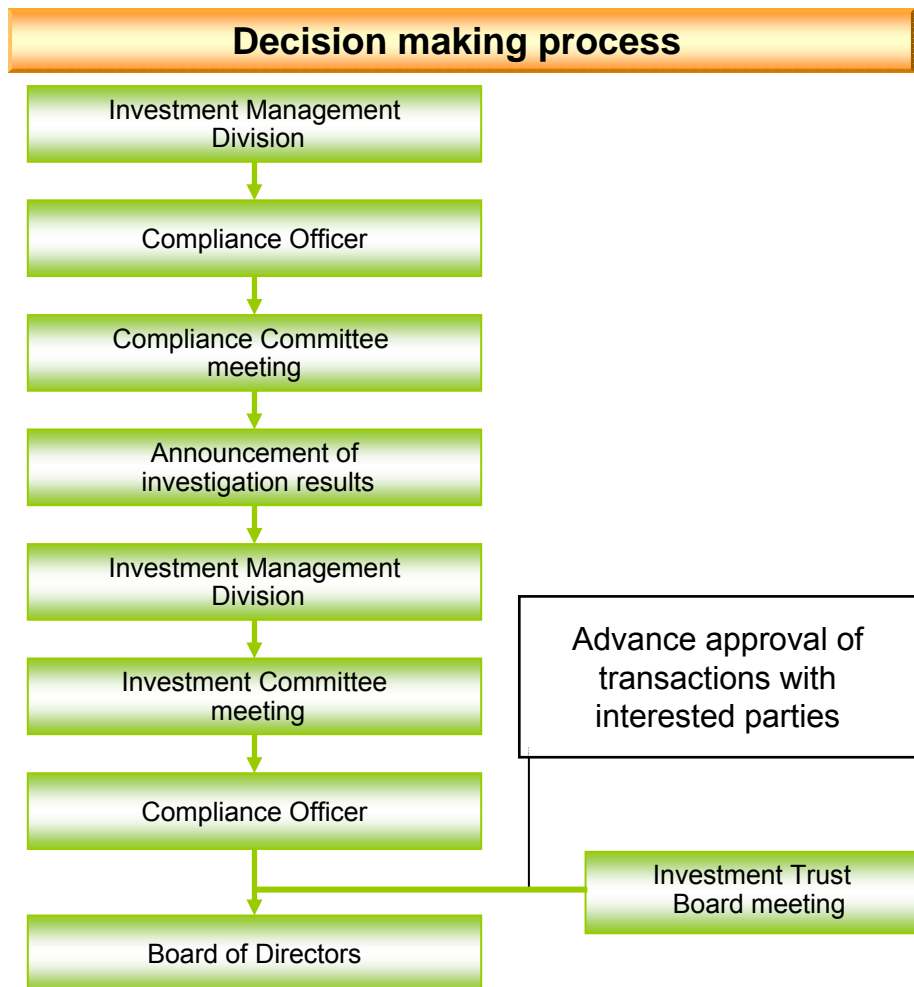 Decision making process
Investment Management
Division
Compliance Officer
Compliance Committee
meeting
Announcement of
investigation results
Investment Management
Division
Investment Committee
meeting
Compliance Officer
Advance approval of
transactions with
interested parties
Investment Trust
Board meeting
Board of Directors